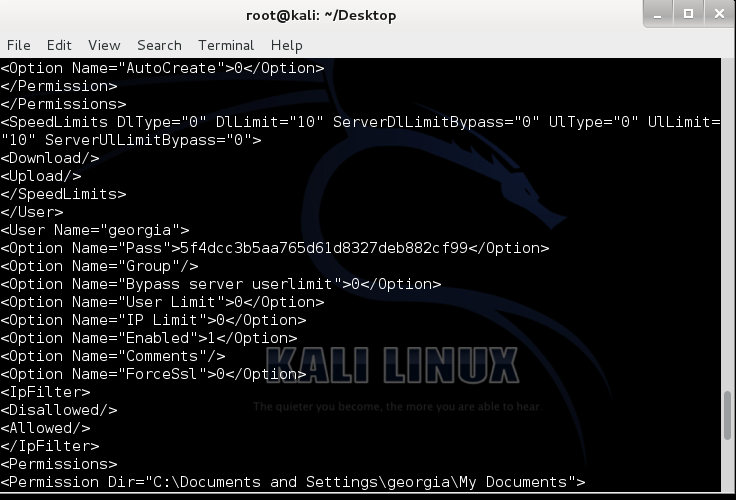 root@kali: ~/Desktop
File Edit View Search Terminal Help
<Option Name="AutoCreate">0</Option>
</Permission>
</Permissions>
<SpeedLimits DlType="0" DlLimit="10" ServerDlLimitBypass="0" UlType="0" UlLimit=
"10" ServerUlLimitBypass="0">
<Download/>
<Upload/>
</SpeedLimits>
</User>
<User Name="georgia">
<Option Name="Pass">5f4dcc3b5aa765d61d8327deb882cf99</Option>
<Option Name="Group"/>
<Option Name="Bypass server userlimit">0</Option>
<Option Name="User Limit">0</Option>
<Option Name="IP Limit">0</Option>
<Option Name="Enabled">1</Option>
<Option Name="Comments"/>
<Option Name="ForceSsl">0</Option>
KALI LINUX
<IpFilter>
<Disallowed/>
The quieter you become, the more you are able to hear.
<Allowed/>
</IpFilter>
<Permissions>
<Permission Dir="C:\Documents and Settings\georgia\My Documents">